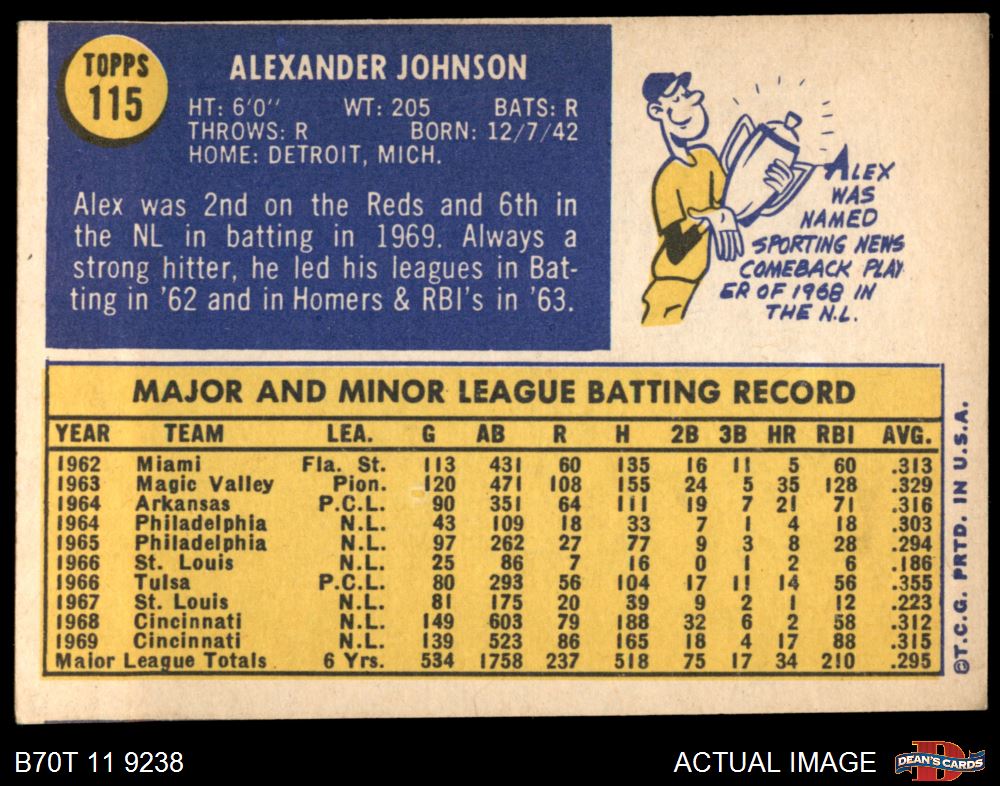 TOPPS
115
ALEXANDER JOHNSON
HT: 6'0" WT: 205 BATS: R
THROWS: R BORN: 12/7/42
HOME: DETROIT, MICH.
Alex was 2nd on the Reds and 6th in
the NL in batting in 1969. Always a
strong hitter, he led his leagues in Bat-
ting in '62 and in Homers & RBI's in '63.
ALEX
WAS
NAMED
SPORTING NEWS
COMEBACK PLAY
ER OF 1968 IN
THE N.L.
MAJOR AND MINOR LEAGUE BATTING RECORD
YEAR TEAM LEA. G AB R H 2B 3B HR RBI AVG.
1962 Miami Fla. St. 113 431 60 135 16 11 5 60 .313
1963 Magic Valley Pion. 120 471 108 155 24 5 35 128 .329
1964 Arkansas P.C.L. 90 351 64 111 19 7 21 71 .316
1964 Philadelphia N.L. 43 109 18 33 7 1 4 18 .303
1965 Philadelphia N.L. 97 262 27 77 9 3 8 28 .294
1966 St. Louis N.L. 25 86 7 16 0 1 2 6 .186
1966 Tulsa P.C.L. 80 293 56 104 17 11 14 56 .355
1967 St. Louis N.L. 81 175 20 39 9 2 1 12 .223
1968 Cincinnati N.L. 149 603 79 188 32 6 2 58 .312
1969 Cincinnati N.L. 139 523 86 165 18 4 17 88 .315
Major League Totals 6 Yrs. 534 1758 237 518 75 17 34 210 .295
©T.C.G. PRTD. IN U.S.A.
B70T 11 9238
ACTUAL IMAGE
D
DEAN'S CARDS